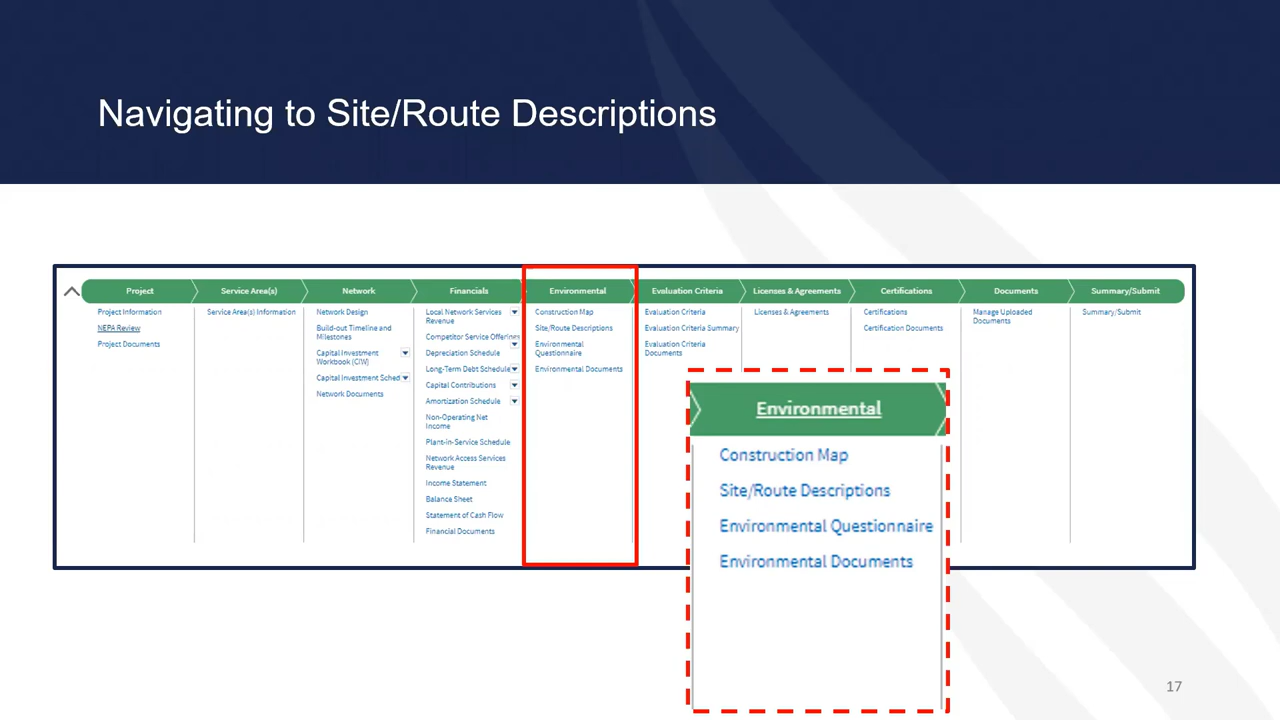 Navigating to Site/Route Descriptions
Project
Project Information
NEPA Review
Project Documents
Service Area(s)
Service Area(s) Information
Network
Network Design
Build-out Timeline and
Milestones
Capital Investment
Workbook (CIW)
Capital Investment Sched
Network Documents
Financials
Local Network Services
Revenue
Competitor Service Offerings
Depreciation Schedule
Long-Term Debt Schedule
Capital Contributions
Amortization Schedule
Non-Operating Net
Income
Plant-in-Service Schedule
Network Access Services
Revenue
Income Statement
Balance Sheet
Statement of Cash Flow
Financial Documents
Environmental
Construction Map
Site/Route Descriptions
Environmental
Questionnaire
Environmental Documents
Evaluation Criteria
Evaluation Criteria
Evaluation Criteria Summary
Evaluation Criteria
Documents
Licenses & Agreements
Licenses & Agreements
Certifications
Certifications
Certification Documents
Documents
Manage Uploaded
Documents
Summary/Submit
Summary/Submit
Environmental
Construction Map
Site/Route Descriptions
Environmental Questionnaire
Environmental Documents
17